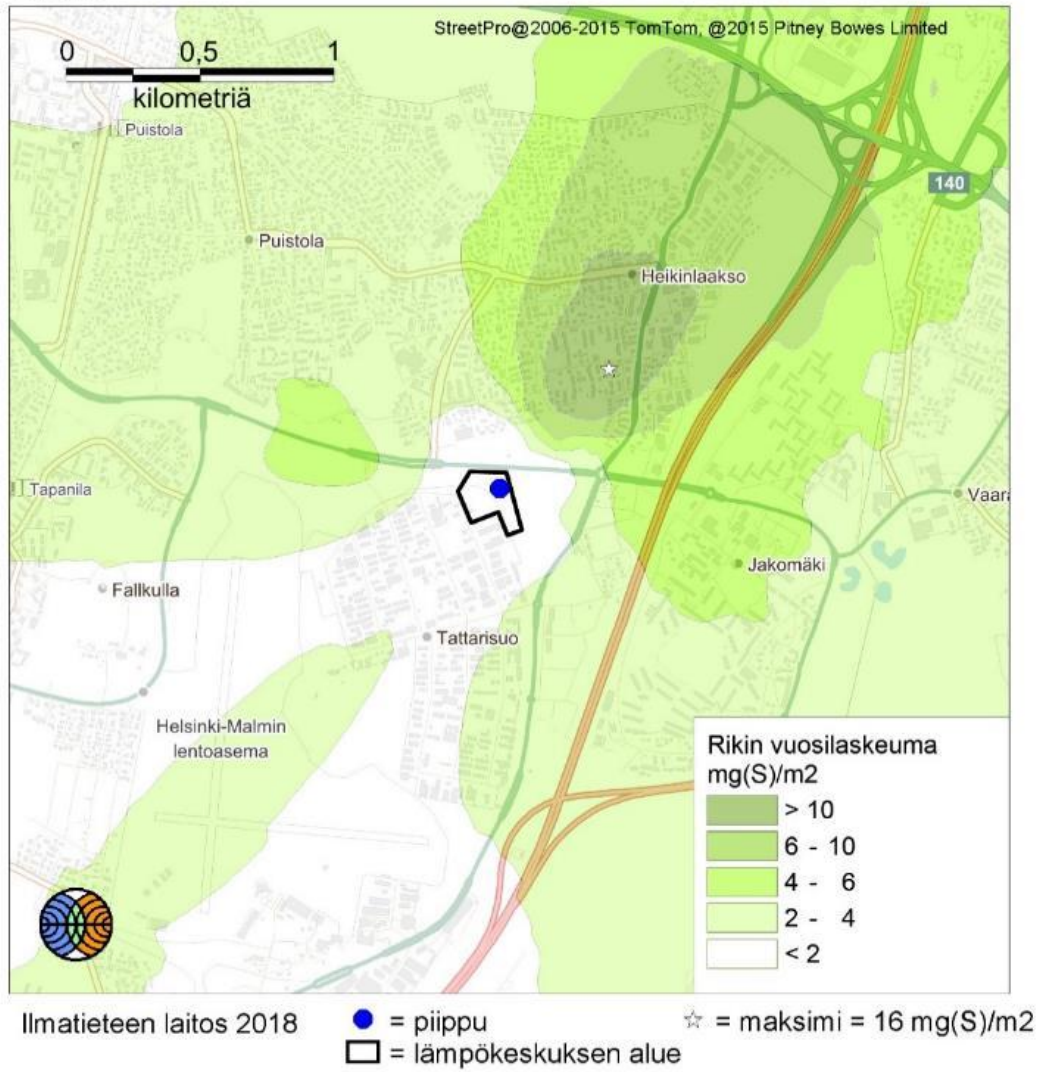 StreetPro@2006-2015 TomTom, @2015 Pitney Bowes Limited
0 0,5 1
kilometriä
Puistola
140
Puistola
Heikinlaakso
Tapanila
Vaara
Jakomäki
Fallkulla
Tattarisuo
Helsinki-Malmin
lentoasema
Rikin vuosilaskeuma
mg(S)/m2
> 10
6 - 10
4 - 6
2 - 4
< 2
Ilmatieteen laitos 2018
= piippu
= maksimi = 16 mg(S)/m2
= lämpökeskuksen alue